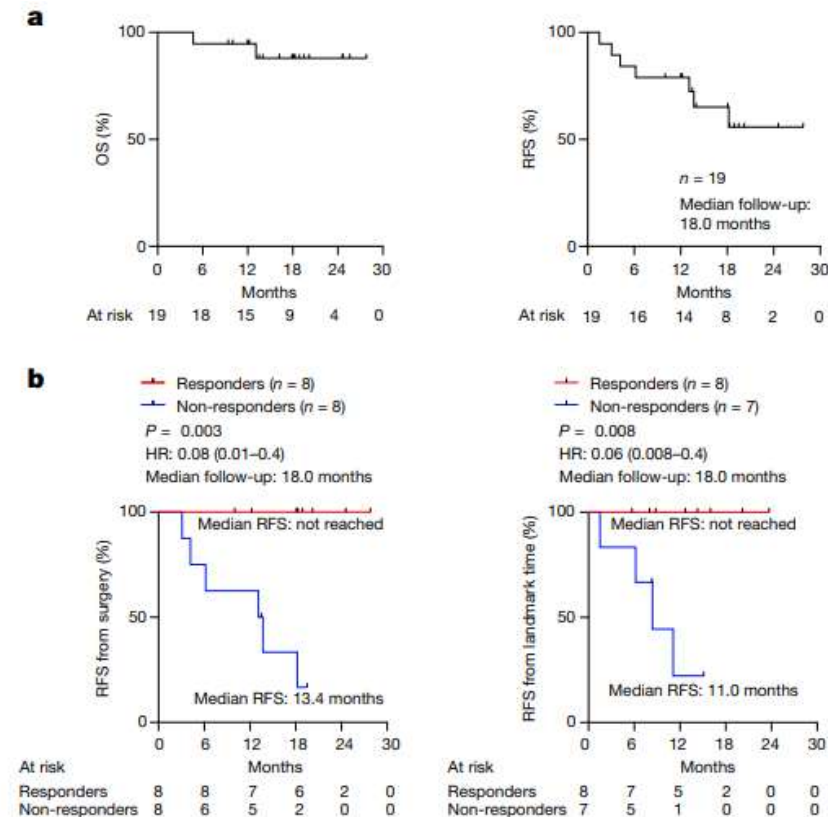 a
100
50
0
OS (%)
0 6 12 18 24 30
Months
At risk 19 18 15 9 4 0
100
50
0
RFS (%)
n = 19
Median follow-up:
18.0 months
0 6 12 18 24 30
Months
At risk 19 16 14 8 2 0
b
Responders (n = 8)
Non-responders (n = 8)
P = 0.003
HR: 0.08 (0.01–0.4)
Median follow-up: 18.0 months
100
50
0
RFS from surgery (%)
Median RFS: not reached
Median RFS: 13.4 months
0 6 12 18 24 30
At risk Months
Responders 8 8 7 6 2 0
Non-responders 8 6 5 2 0 0
Responders (n = 8)
Non-responders (n = 7)
P = 0.008
HR: 0.06 (0.008–0.4)
Median follow-up: 18.0 months
100
50
0
RFS from landmark time (%)
Median RFS: not reached
Median RFS: 11.0 months
0 6 12 18 24 30
At risk Months
Responders 8 7 5 2 0 0
Non-responders 7 5 1 0 0 0